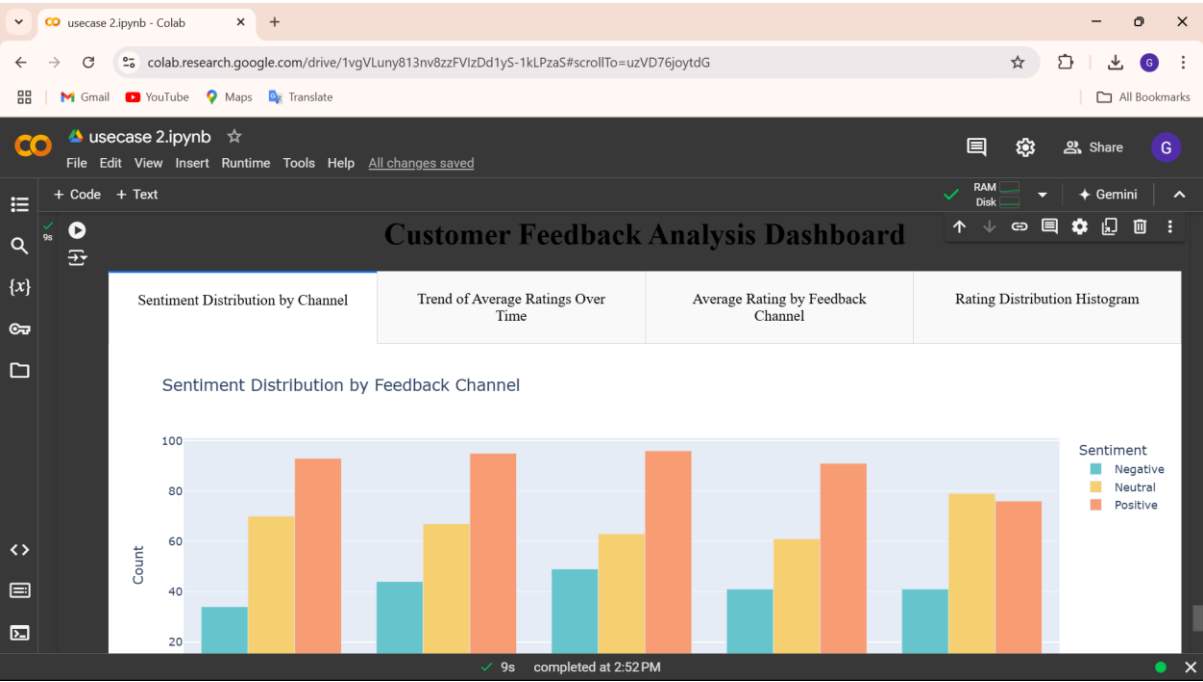 usecase 2.ipynb - Colab
colab.research.google.com/drive/1vgVLuny813nv8zzFVIzDd1yS-1kLPzaS#scrollTo=uzVD76joytdG
G
Gmail YouTube Maps Translate All Bookmarks
CO usecase 2.ipynb
File Edit View Insert Runtime Tools Help All changes saved
Share G
+ Code + Text
RAM
Disk
Gemini
9s
Customer Feedback Analysis Dashboard
{x}
Sentiment Distribution by Channel
Trend of Average Ratings Over
Time
Average Rating by Feedback
Channel
Rating Distribution Histogram
Sentiment Distribution by Feedback Channel
100
80
60
40
20
Count
Sentiment
Negative
Neutral
Positive
9s completed at 2:52 PM